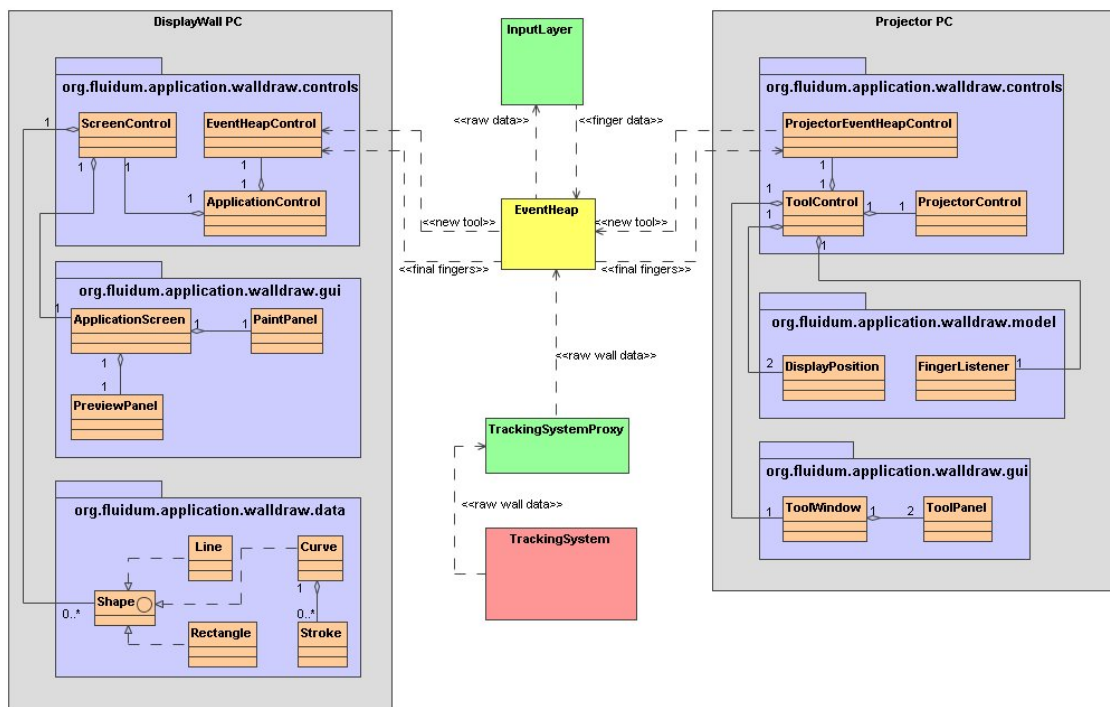 DisplayWall PC
org.fluidum.application.walldraw.controls
ScreenControl
EventHeapControl
ApplicationControl
1
1
1
1
1
1
1
org.fluidum.application.walldraw.gui
ApplicationScreen
PaintPanel
PreviewPanel
1
1
1
1
1
org.fluidum.application.walldraw.data
Line
Curve
Shape
Rectangle
Stroke
1
0..*
0..*
InputLayer
<<raw data>>
<<finger data>>
EventHeap
<<new tool>>
<<new tool>>
<<final fingers>>
<<final fingers>>
<<raw wall data>>
TrackingSystemProxy
<<raw wall data>>
TrackingSystem
Projector PC
org.fluidum.application.walldraw.controls
ProjectorEventHeapControl
ToolControl
ProjectorControl
1
1
1
1
1
1
1
org.fluidum.application.walldraw.model
DisplayPosition
FingerListener
2
1
org.fluidum.application.walldraw.gui
ToolWindow
ToolPanel
1
1
2